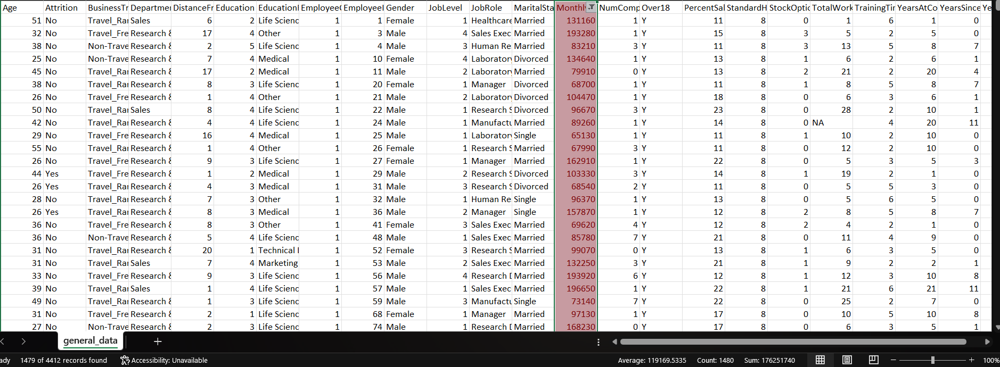 Age Attrition BusinessTr Departmer DistanceFr Education EducationI Employee( EmployeeI Gender JobLevel JobRole MaritalSta Monthly NumComp Over18 PercentSal StandardH StockOptic TotalWork TrainingTir YearsAtCo YearsSince Ye
51 No Travel_Rar Sales 6 2 Life Scienc 1 1 Female 1 Healthcare Married 131160 1 Y 11 8 0 1 6 1 0
32 No Travel_Fre Research & 17 4 Other 1 3 Male 4 Sales Exec Married 193280 1 Y 15 8 3 5 2 5 0
38 No Non-Trave Research & 2 5 Life Scienc 1 4 Male 3 Human Re Married 83210 3 Y 11 8 3 13 5 8 7
25 No Non-Trave Research & 7 4 Medical 1 10 Female 4 Laboratory Divorced 134640 1 Y 13 8 1 6 2 6 1
45 No Travel_Rar Research & 17 2 Medical 1 11 Male 2 Laboratory Married 79910 0 Y 13 8 2 21 2 20 4
38 No Travel_Rar Research & 8 3 Life Scienc 1 20 Female 1 Manager Divorced 68700 1 Y 11 8 1 8 5 8 7
26 No Travel_Fre Research & 1 4 Other 1 21 Male 2 Laboratory Divorced 104470 1 Y 18 8 0 6 3 6 1
50 No Travel_Rar Sales 8 4 Life Scienc 1 22 Male 1 Research S Divorced 96670 3 Y 23 8 0 28 2 10 1
42 No Travel_Rar Research & 4 4 Life Scienc 1 24 Male 1 Manufactu Married 89260 1 Y 14 8 0 NA 4 20 11
29 No Travel_Fre Research & 16 4 Medical 1 25 Male 1 Laboratory Single 65130 1 Y 11 8 1 10 2 10 0
55 No Travel_Rar Research & 1 4 Other 1 26 Female 1 Research S Married 67990 3 Y 11 8 0 12 2 10 0
26 No Travel_Fre Research & 9 3 Life Scienc 1 27 Female 1 Manager Married 162910 1 Y 22 8 0 5 3 5 3
44 Yes Travel_Fre Research & 1 2 Medical 1 29 Male 2 Research S Divorced 103330 3 Y 14 8 1 19 2 1 0
26 Yes Travel_Rar Research & 4 3 Medical 1 31 Male 3 Research S Divorced 68540 2 Y 11 8 0 5 5 3 0
28 No Travel_Rar Research & 7 3 Other 1 32 Male 1 Human Re Single 96370 1 Y 13 8 0 5 6 5 0
26 Yes Travel_Rar Research & 8 3 Medical 1 36 Male 2 Manager Single 157870 1 Y 12 8 2 8 5 8 7
36 No Travel_Fre Research & 8 3 Other 1 41 Female 3 Sales Exec Married 69620 4 Y 12 8 2 4 2 1 0
36 No Non-Trave Research & 5 4 Life Scienc 1 48 Male 1 Sales Exec Married 85780 7 Y 21 8 0 11 4 9 0
31 No Travel_Rar Research & 20 1 Technical I 1 52 Female 3 Research S Married 99070 0 Y 13 8 1 6 3 5 0
31 No Travel_Rar Sales 7 4 Marketing 1 53 Male 2 Sales Exec Married 132250 3 Y 21 8 1 9 2 2 1
33 No Travel_Fre Research & 9 3 Life Scienc 1 56 Male 4 Research D Married 193920 6 Y 12 8 1 12 3 10 8
39 No Travel_Rar Sales 1 4 Life Scienc 1 57 Male 1 Sales Exec Married 196650 1 Y 22 8 1 21 6 21 11
49 No Travel_Rar Research & 1 3 Life Scienc 1 59 Male 3 Manufactu Single 73140 7 Y 22 8 0 25 2 7 0
31 No Travel_Fre Research & 2 1 Life Scienc 1 68 Female 1 Manager Married 97130 1 Y 17 8 0 10 5 10 8
27 No Non-Trave Research & 2 3 Life Scienc 1 74 Male 1 Research D Married 168230 0 Y 17 8 0 6 3 5 1
general_data
ady 1479 of 4412 records found Accessibility: Unavailable Average: 119169.5335 Count: 1480 Sum: 176251740 100%